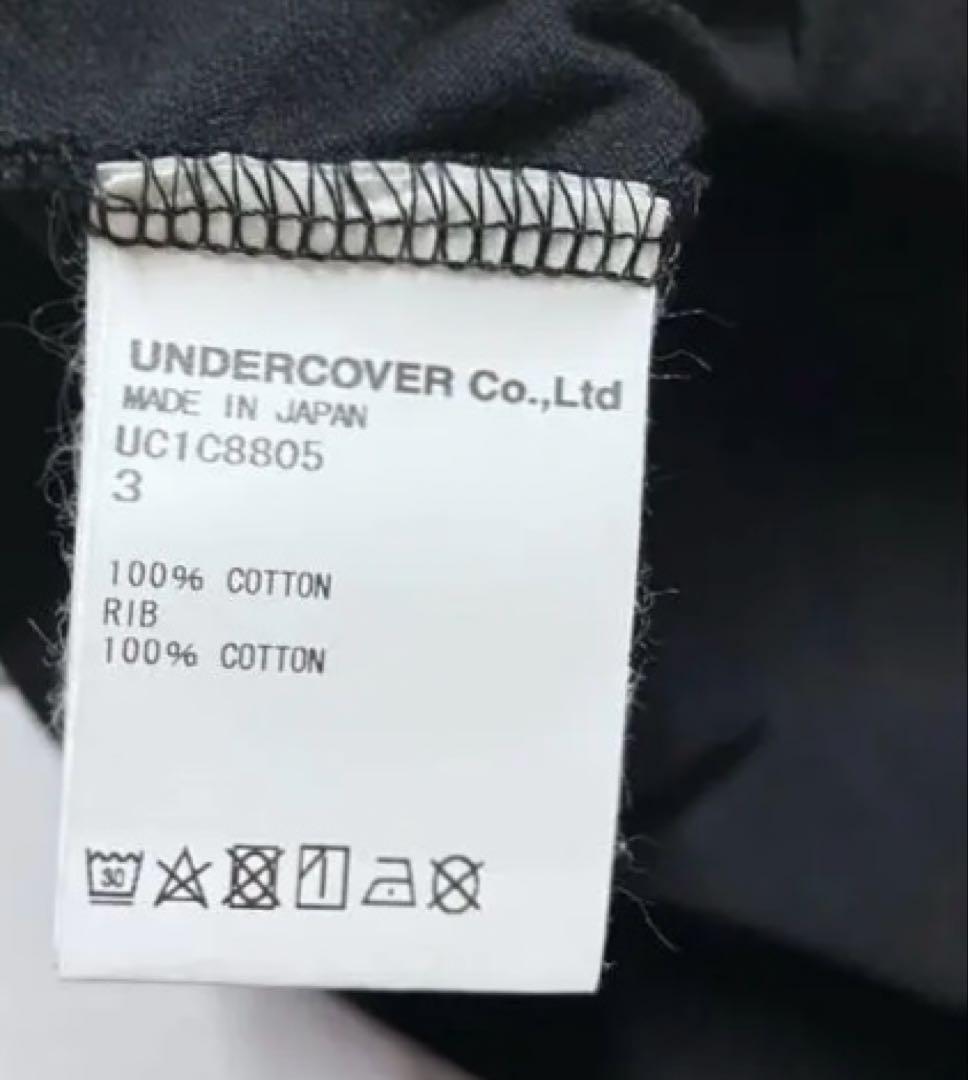 UNDERCOVER Co.,Ltd
MADE IN JAPAN
UC1C8805
3
100% COTTON
RIB
100% COTTON
30